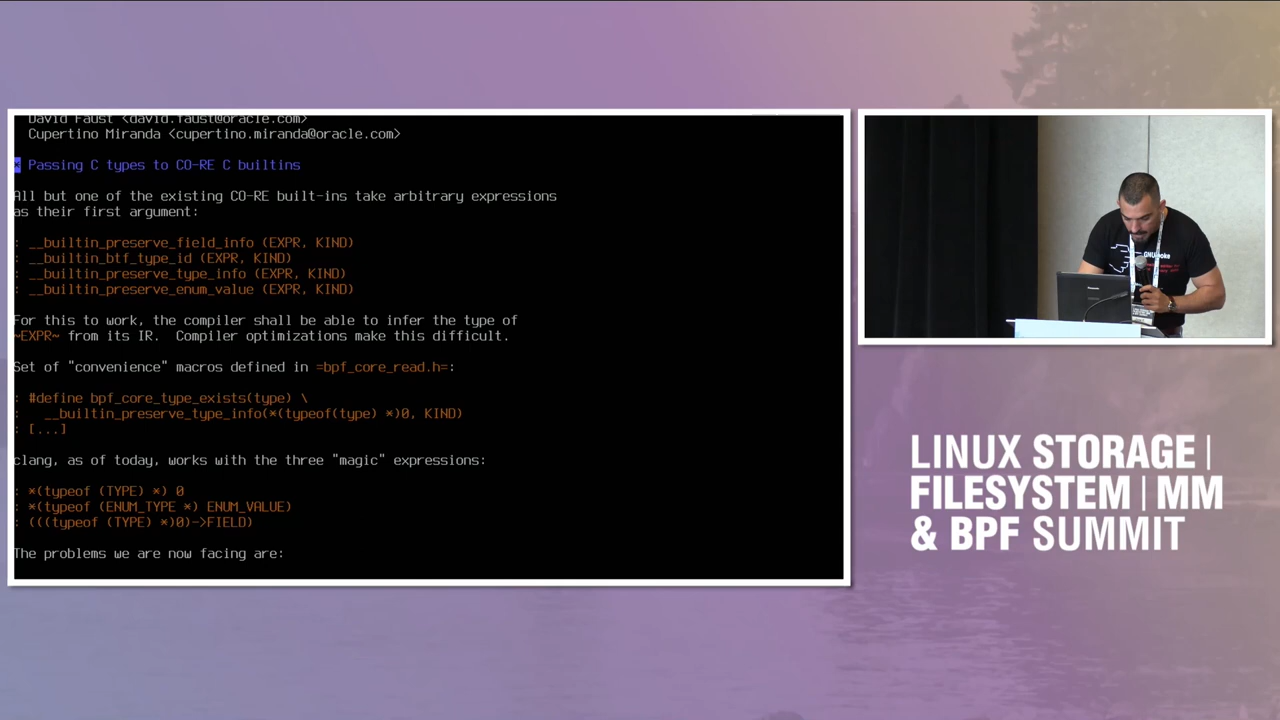 David Faust <david.faust@oracle.com>
Cupertino Miranda <cupertino.miranda@oracle.com>
* Passing C types to CO-RE C builtins
All but one of the existing CO-RE built-ins take arbitrary expressions
as their first argument:
: __builtin_preserve_field_info (EXPR, KIND)
: __builtin_btf_type_id (EXPR, KIND)
: __builtin_preserve_type_info (EXPR, KIND)
: __builtin_preserve_enum_value (EXPR, KIND)
For this to work, the compiler shall be able to infer the type of
~EXPR~ from its IR.  Compiler optimizations make this difficult.
Set of "convenience" macros defined in =bpf_core_read.h=:
: #define bpf_core_type_exists(type) \
:   __builtin_preserve_type_info(*(typeof(type) *)0, KIND)
: [...]
clang, as of today, works with the three "magic" expressions:
: *(typeof (TYPE) *) 0
: *(typeof (ENUM_TYPE *) ENUM_VALUE)
: (((typeof (TYPE) *)0)->FIELD)
The problems we are now facing are:
LINUX STORAGE |
FILESYSTEM | MM
& BPF SUMMIT